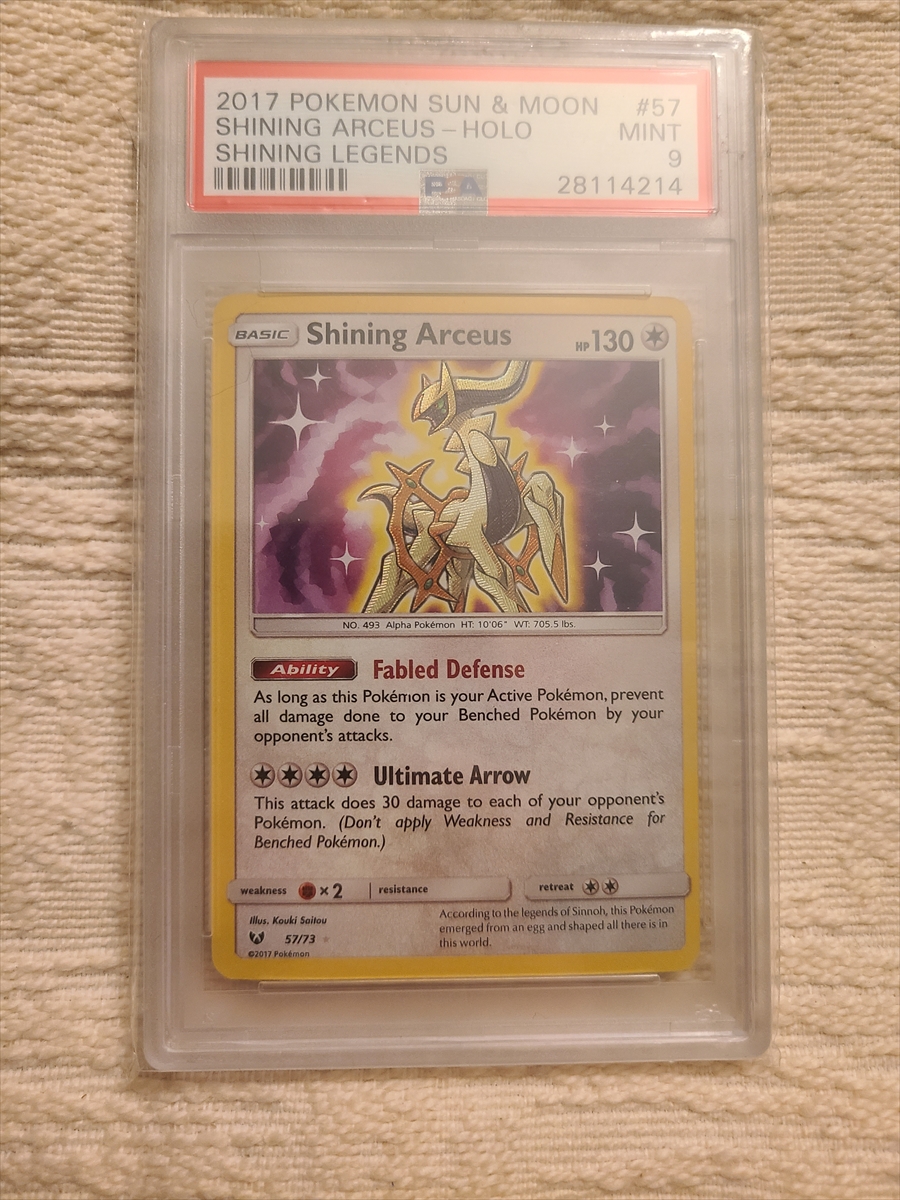 2017 POKEMON SUN & MOON #57
SHINING ARCEUS – HOLO MINT
SHINING LEGENDS 9
PSA 28114214
BASIC Shining Arceus HP 130
NO. 493 Alpha Pokémon HT: 10'06" WT: 705.5 lbs.
Ability Fabled Defense
As long as this Pokémon is your Active Pokémon, prevent
all damage done to your Benched Pokémon by your
opponent's attacks.
Ultimate Arrow
This attack does 30 damage to each of your opponent's
Pokémon. (Don't apply Weakness and Resistance for
Benched Pokémon.)
weakness ×2 resistance retreat
Illus. Kouki Saitou
57/73
©2017 Pokémon
According to the legends of Sinnoh, this Pokémon
emerged from an egg and shaped all there is in
this world.